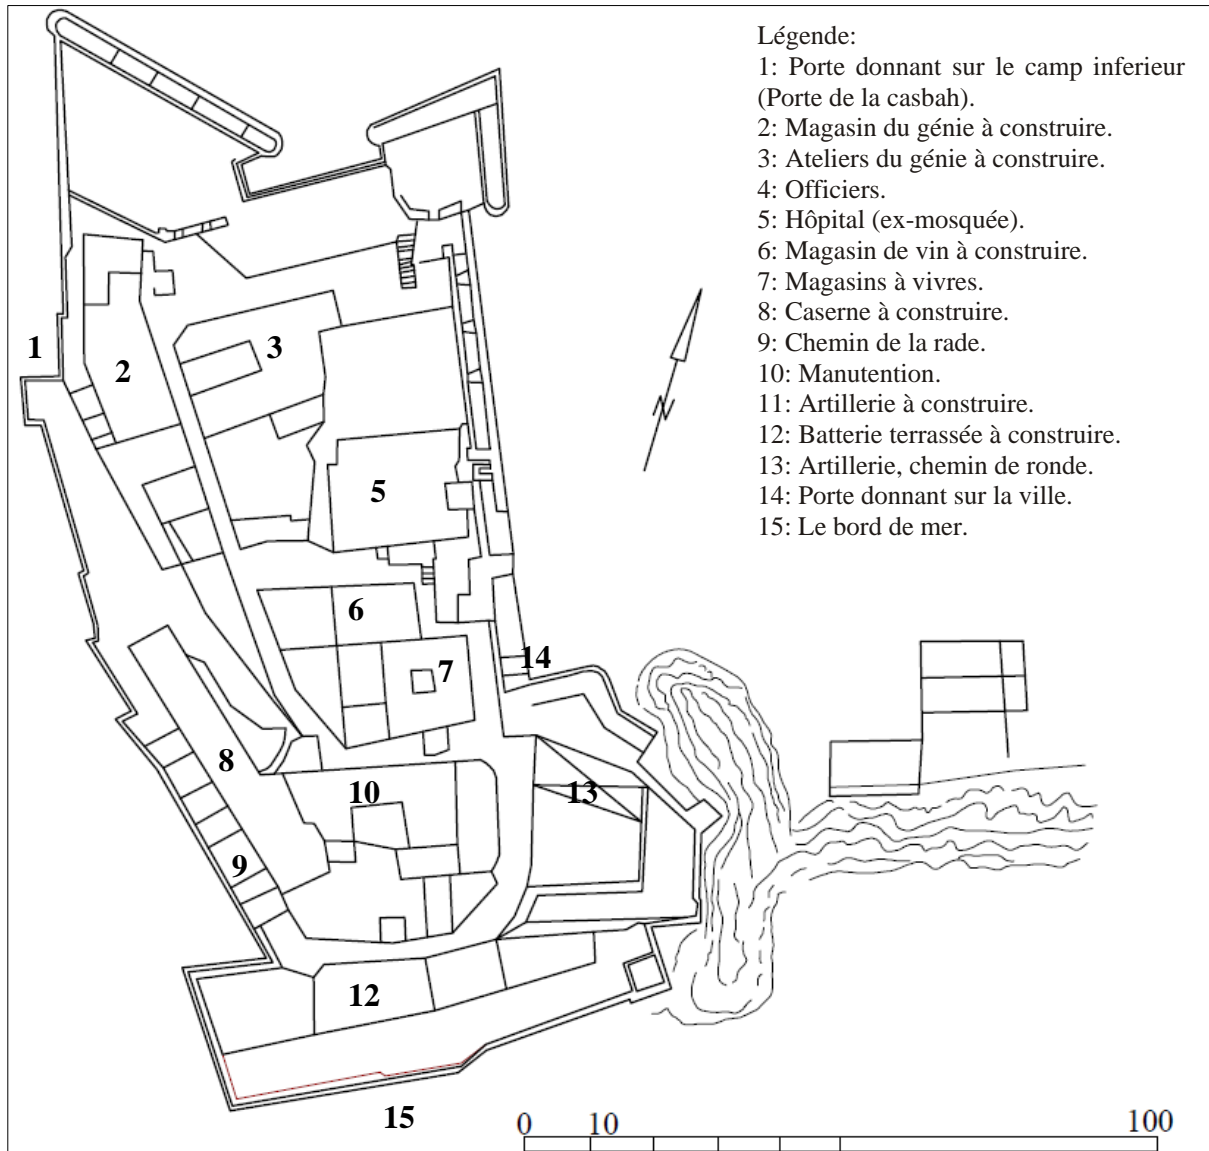 Légende:
1: Porte donnant sur le camp inferieur
(Porte de la casbah).
2: Magasin du génie à construire.
3: Ateliers du génie à construire.
4: Officiers.
5: Hôpital (ex-mosquée).
6: Magasin de vin à construire.
7: Magasins à vivres.
8: Caserne à construire.
9: Chemin de la rade.
10: Manutention.
11: Artillerie à construire.
12: Batterie terrassée à construire.
13: Artillerie, chemin de ronde.
14: Porte donnant sur la ville.
15: Le bord de mer.
1
2
3
N
5
6
7
14
8
10
13
9
12
15
0 10 100